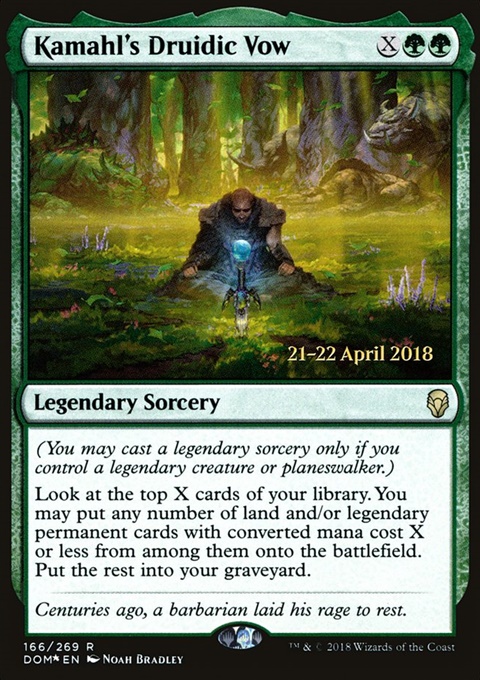 Kamahl's Druidic Vow X
21–22 April 2018
Legendary Sorcery
(You may cast a legendary sorcery only if you
control a legendary creature or planeswalker.)
Look at the top X cards of your library. You
may put any number of land and/or legendary
permanent cards with converted mana cost X
or less from among them onto the battlefield.
Put the rest into your graveyard.
Centuries ago, a barbarian laid his rage to rest.
166/269 R
DOM★EN Noah Bradley
™ & © 2018 Wizards of the Coast